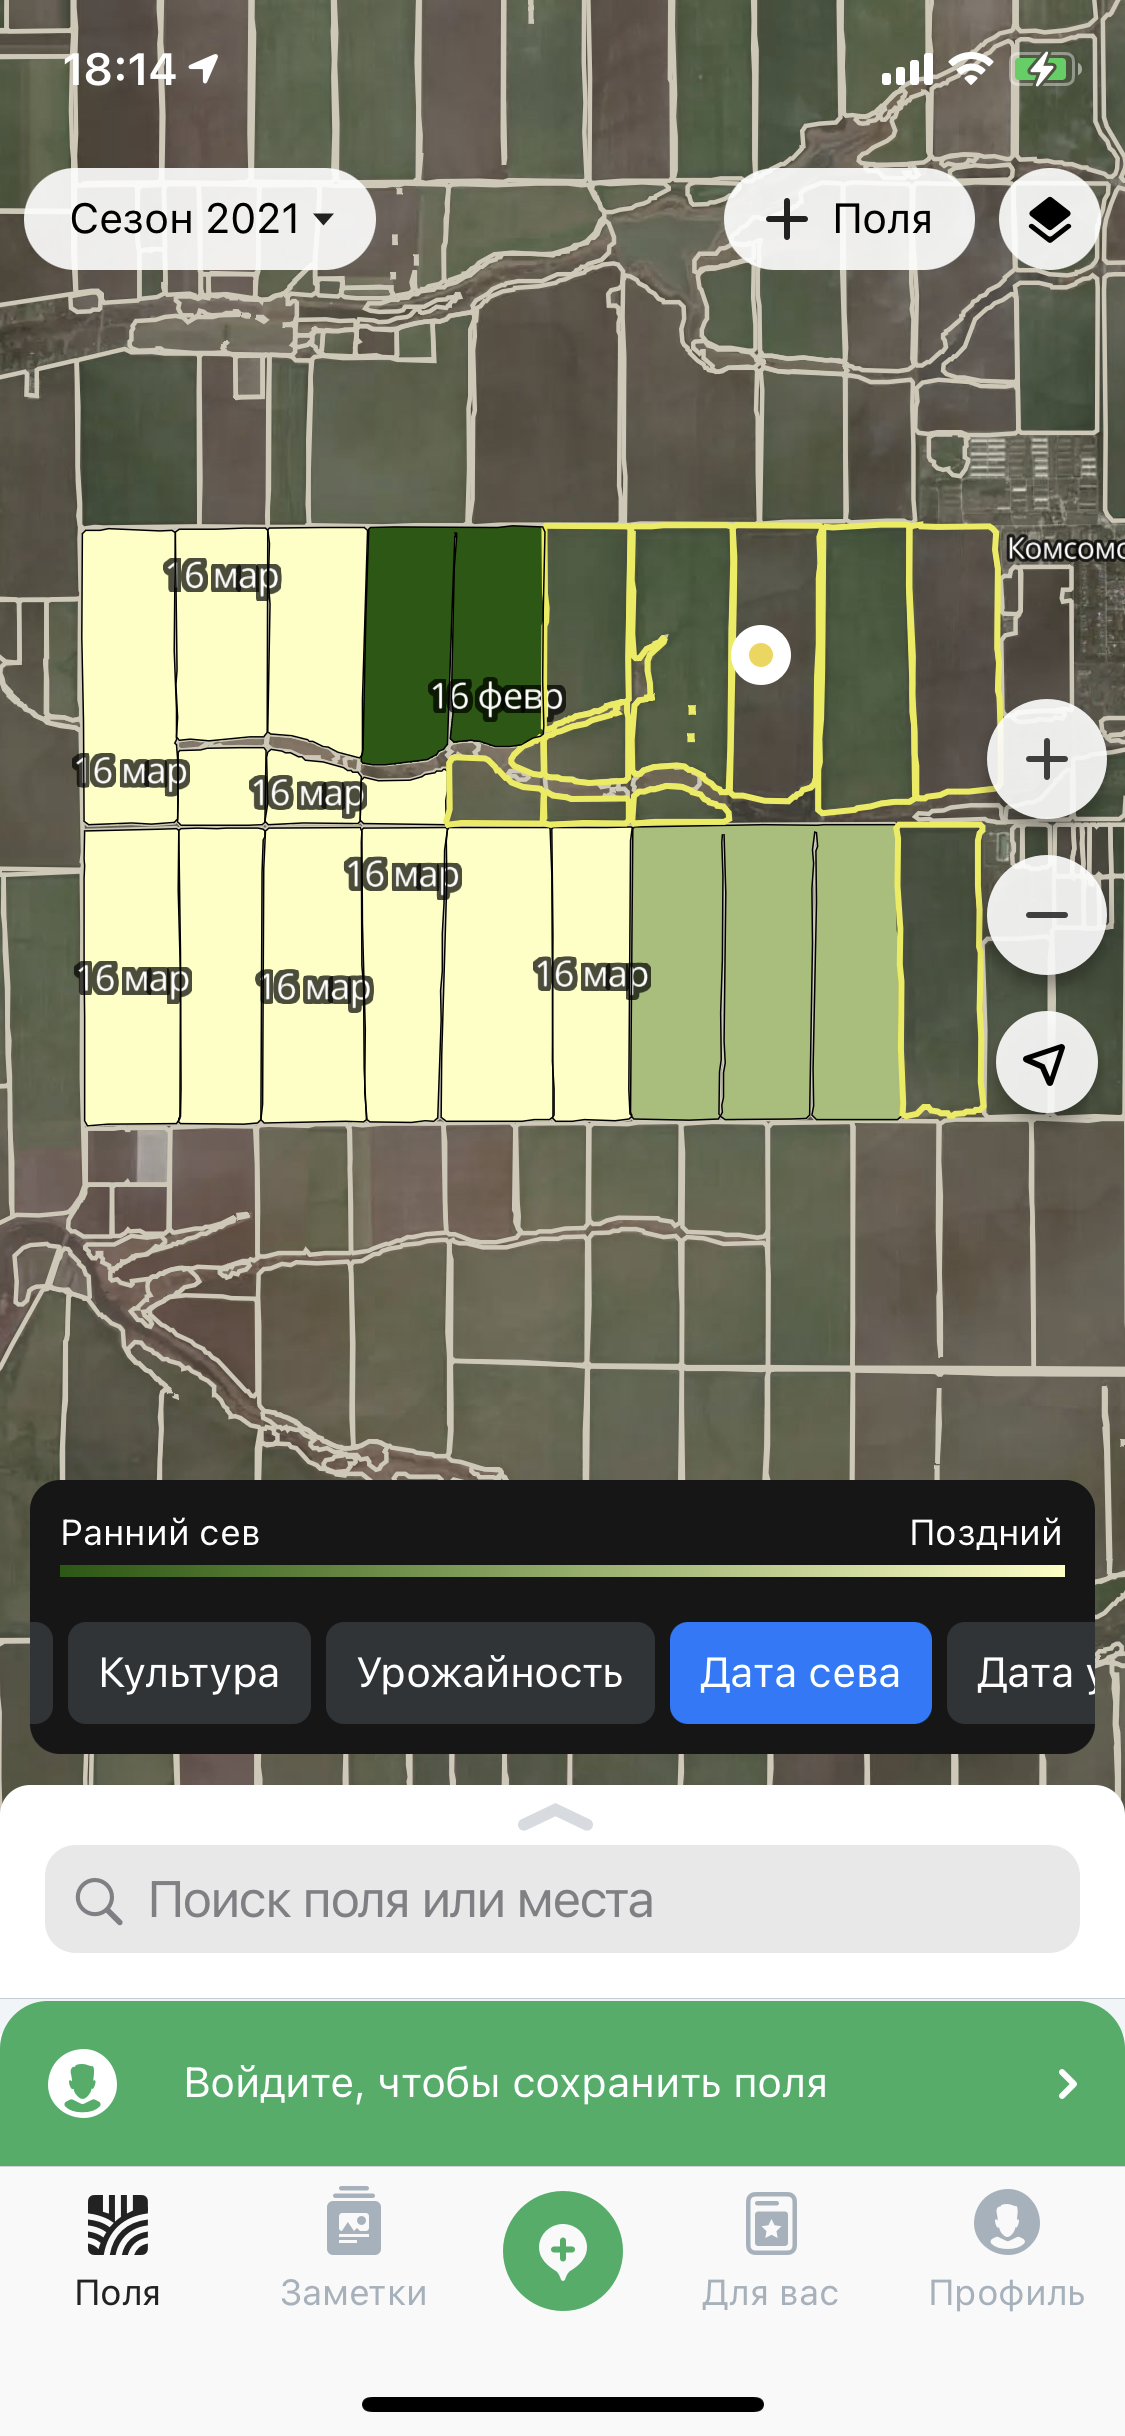 18:14
Сезон 2021
Поля
Комсомо
16 мар
16 февр
16 мар
16 мар
16 мар
16 мар
16 мар
16 мар
Ранний сев
Поздний
Культура
Урожайность
Дата сева
Дата у
Поиск поля или места
Войдите, чтобы сохранить поля
Поля
Заметки
Для вас
Профиль